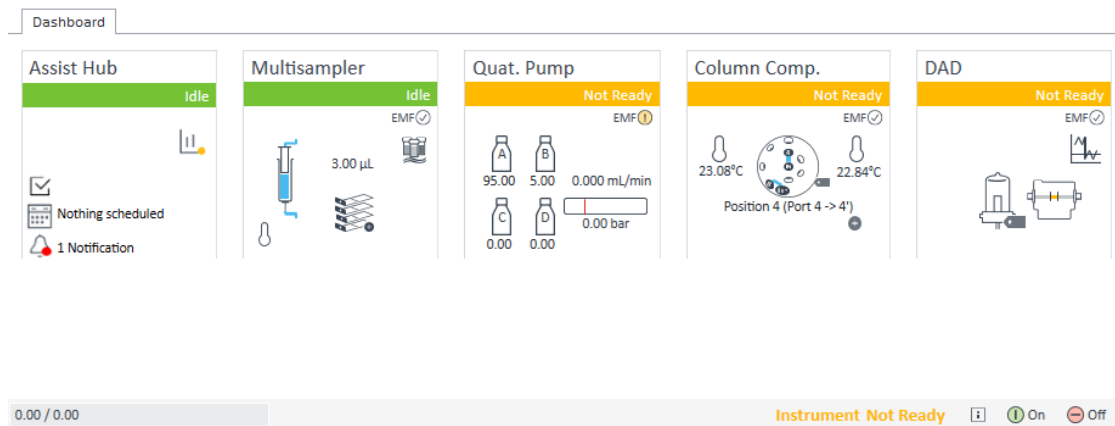 Dashboard
Assist Hub
Idle
Nothing scheduled
1 Notification
Multisampler
Idle
EMF
3.00 µL
Quat. Pump
Not Ready
EMF
A B
95.00 5.00 0.000 mL/min
C D
0.00 bar
0.00 0.00
Column Comp.
Not Ready
EMF
23.08°C 22.84°C
Position 4 (Port 4 -> 4')
DAD
Not Ready
EMF
0.00 / 0.00
Instrument Not Ready i On Off